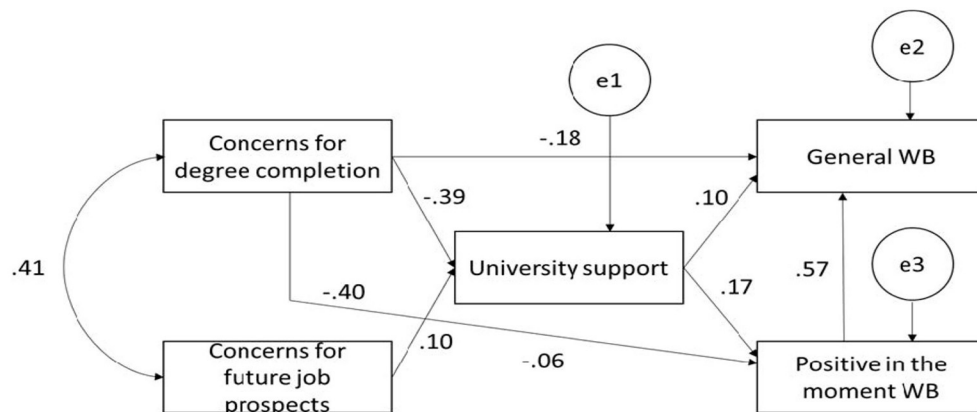 e2
e1
Concerns for
degree completion
-.18
General WB
-.39
.10
.41
University support
e3
-.40
.17
.57
.10
-.06
Concerns for
future job
prospects
Positive in the
moment WB